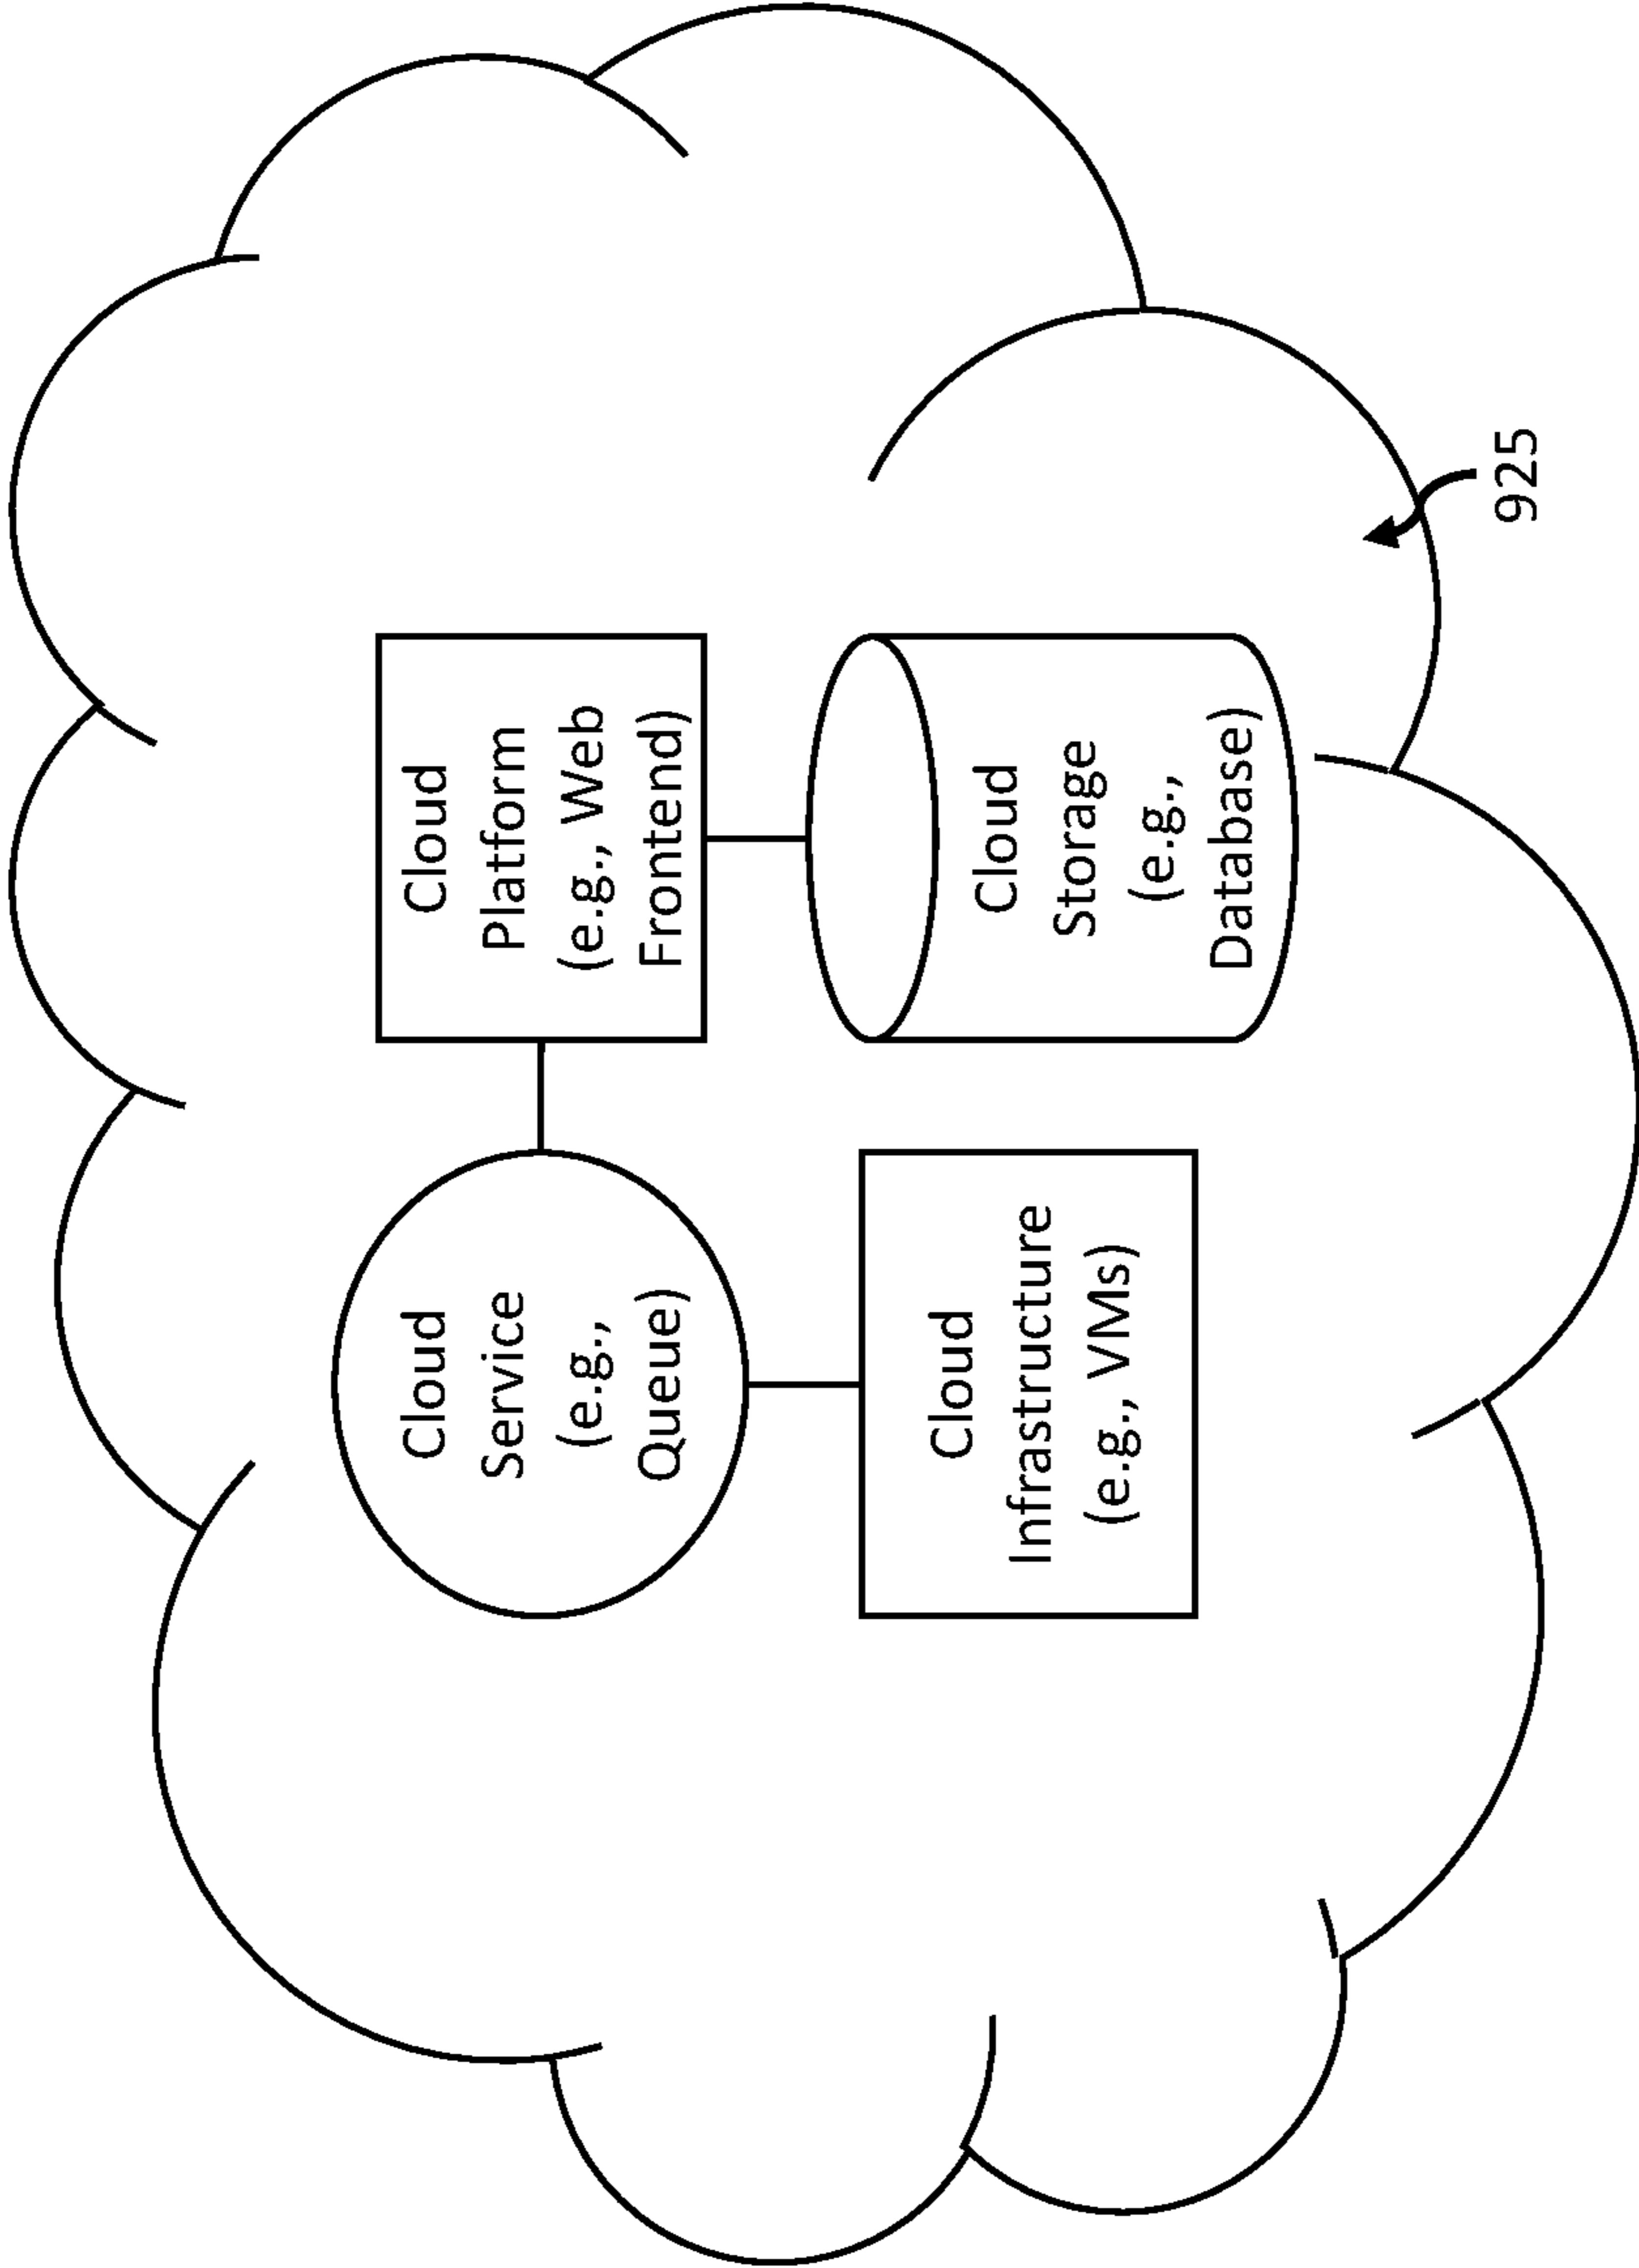 Cloud
Service
(e.g.,
Queue)
Cloud
Platform
(e.g., Web
Frontend)
Cloud
Infrastructure
(e.g., VMs)
Cloud
Storage
(e.g.,
Database)
925